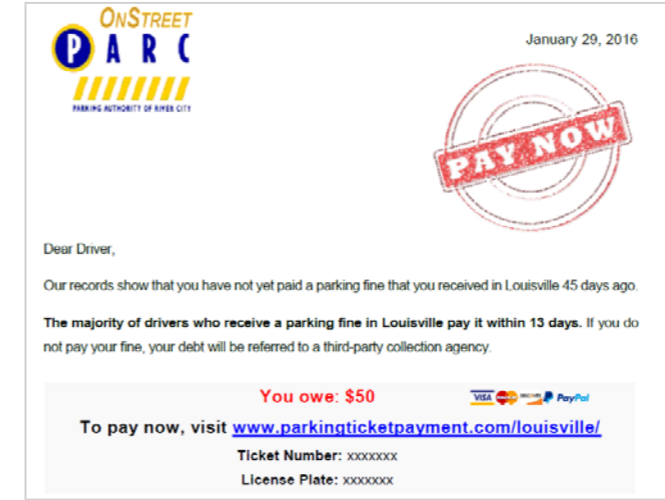 ONSTREET
PARC
PARKING AUTHORITY OF RIVER CITY
January 29, 2016
PAY NOW
Dear Driver,
Our records show that you have not yet paid a parking fine that you received in Louisville 45 days ago.
The majority of drivers who receive a parking fine in Louisville pay it within 13 days. If you do
not pay your fine, your debt will be referred to a third-party collection agency.
You owe: $50
VISA PayPal
To pay now, visit www.parkingticketpayment.com/louisville/
Ticket Number: xxxxxxx
License Plate: xxxxxxx